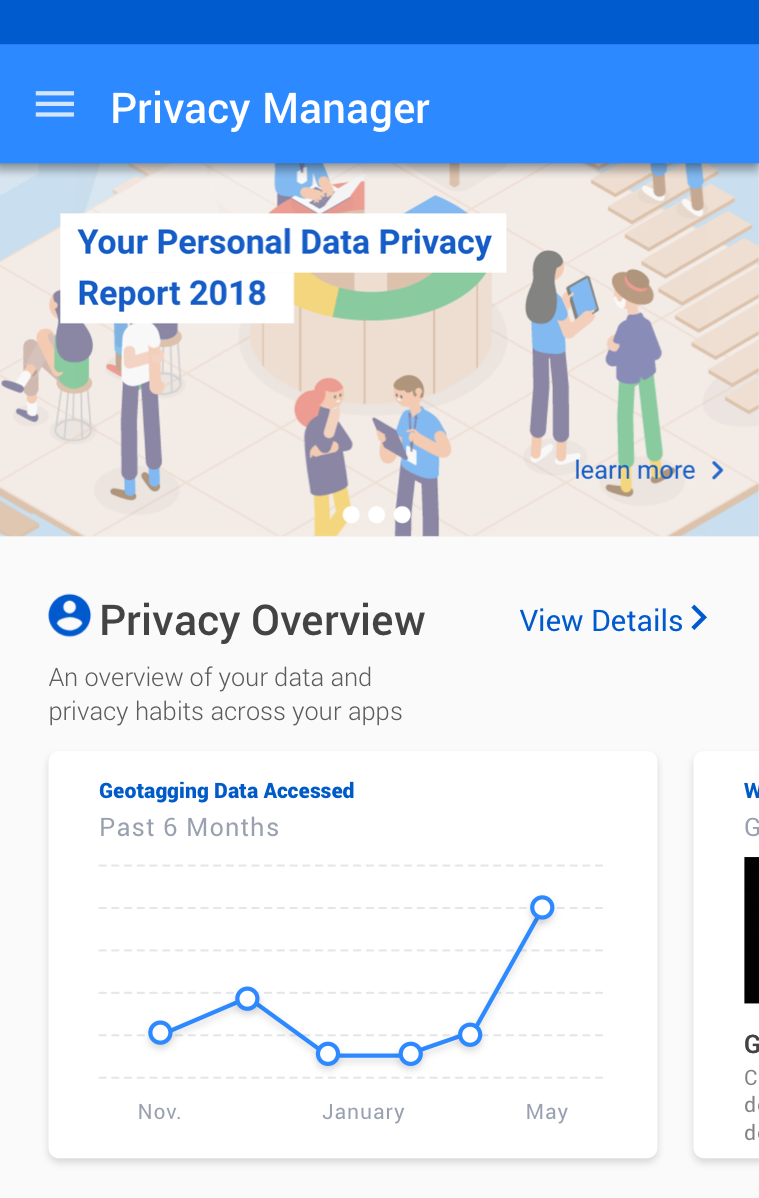 Privacy Manager
Your Personal Data Privacy
Report 2018
learn more
Privacy Overview
View Details
An overview of your data and
privacy habits across your apps
Geotagging Data Accessed
Past 6 Months
Nov. January May